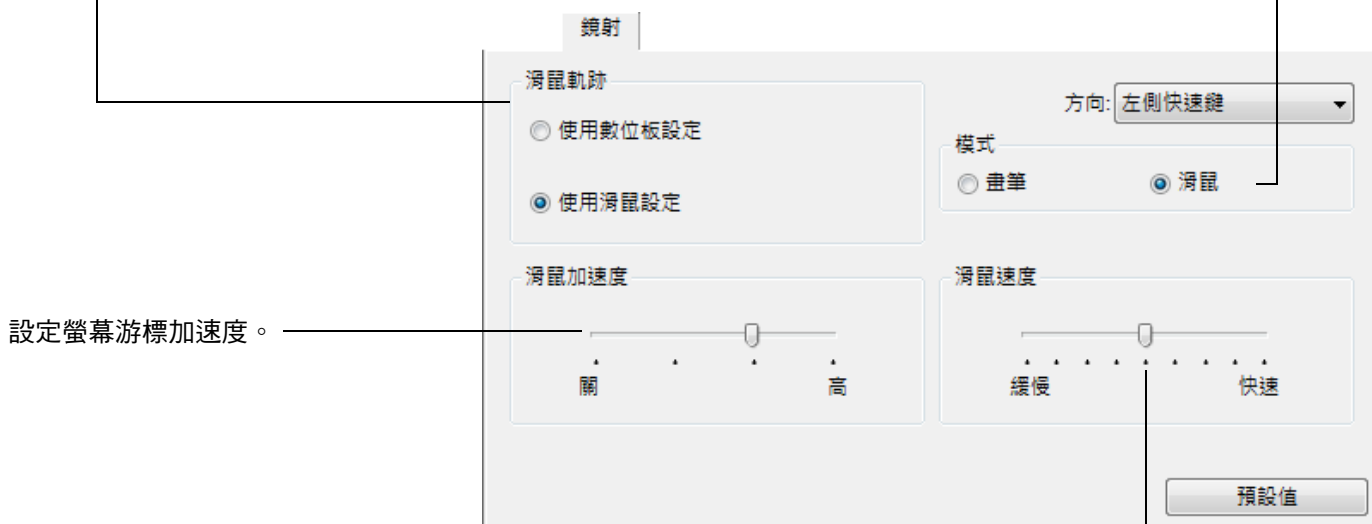 鏡射
滑鼠軌跡
使用數位板設定
使用滑鼠設定
方向: 左側快速鍵
模式
畫筆 滑鼠
滑鼠加速度
關 高
滑鼠速度
緩慢 快速
設定螢幕游標加速度。
預設值